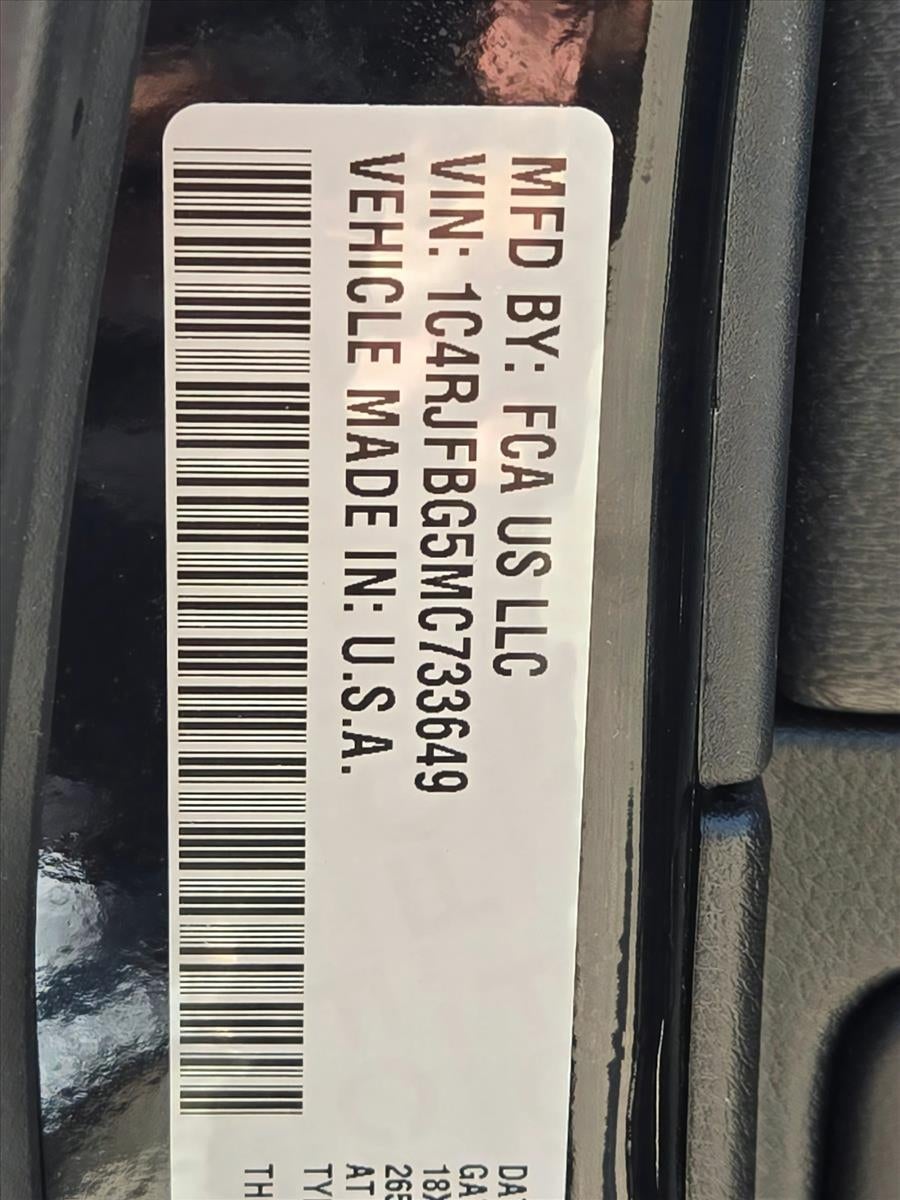 MFD BY: FCA US LLC
VIN: 1C4RJFBG5MC733649
VEHICLE MADE IN: U.S.A.